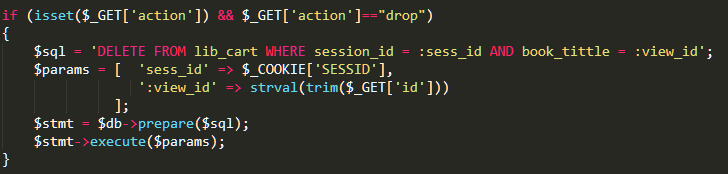 if (isset($_GET['action']) && $_GET['action']=="drop")
{
$sql = 'DELETE FROM lib_cart WHERE session_id = :sess_id AND book_tittle = :view_id';
$params = [  'sess_id' => $_COOKIE['SESSID'],
':view_id' => strval(trim($_GET['id']))
];
$stmt = $db->prepare($sql);
$stmt->execute($params);
}